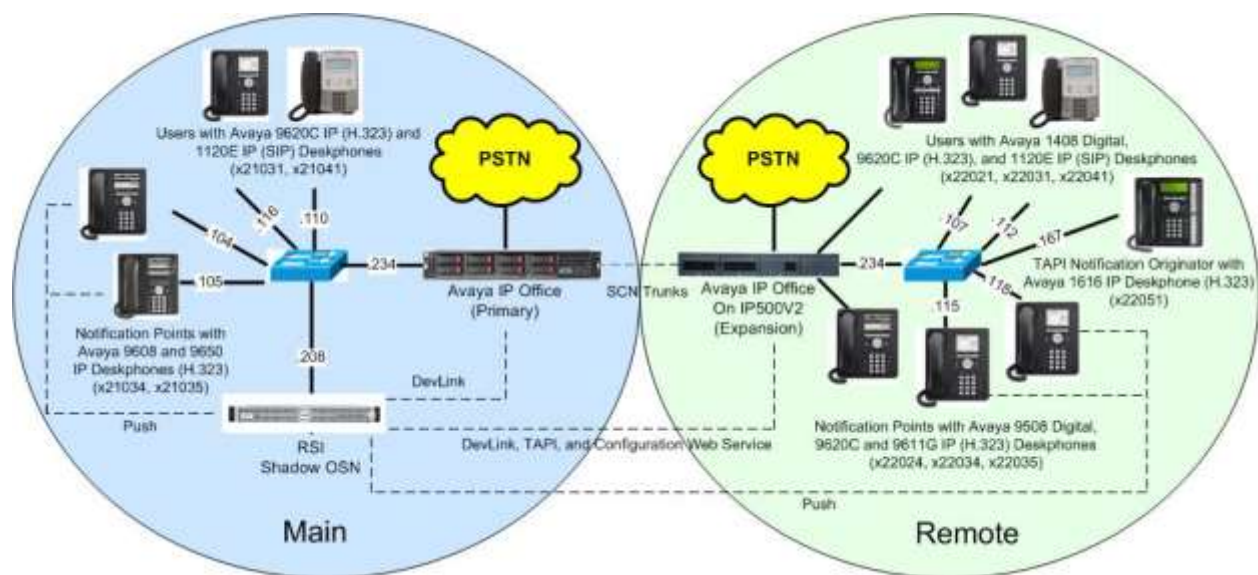 Users with Avaya 9620C IP (H.323) and
1120E IP (SIP) Deskphones
(x21031, x21041)
PSTN
.116
.110
.104
.105
.234
.208
Avaya IP Office
(Primary)
Notification Points with
Avaya 9608 and 9650
IP Deskphones (H.323)
(x21034, x21035)
DevLink
Push
RSI
Shadow OSN
Main
SCN Trunks
DevLink, TAPI, and Configuration Web Service
Push
PSTN
Users with Avaya 1408 Digital,
9620C IP (H.323), and 1120E IP (SIP) Deskphones
(x22021, x22031, x22041)
.107
.112
.167
.234
.118
.115
Avaya IP Office
On IP500V2
(Expansion)
TAPI Notification Originator with
Avaya 1616 IP Deskphone (H.323)
(x22051)
Notification Points with Avaya 9508 Digital,
9620C and 9611G IP (H.323) Deskphones
(x22024, x22034, x22035)
Remote